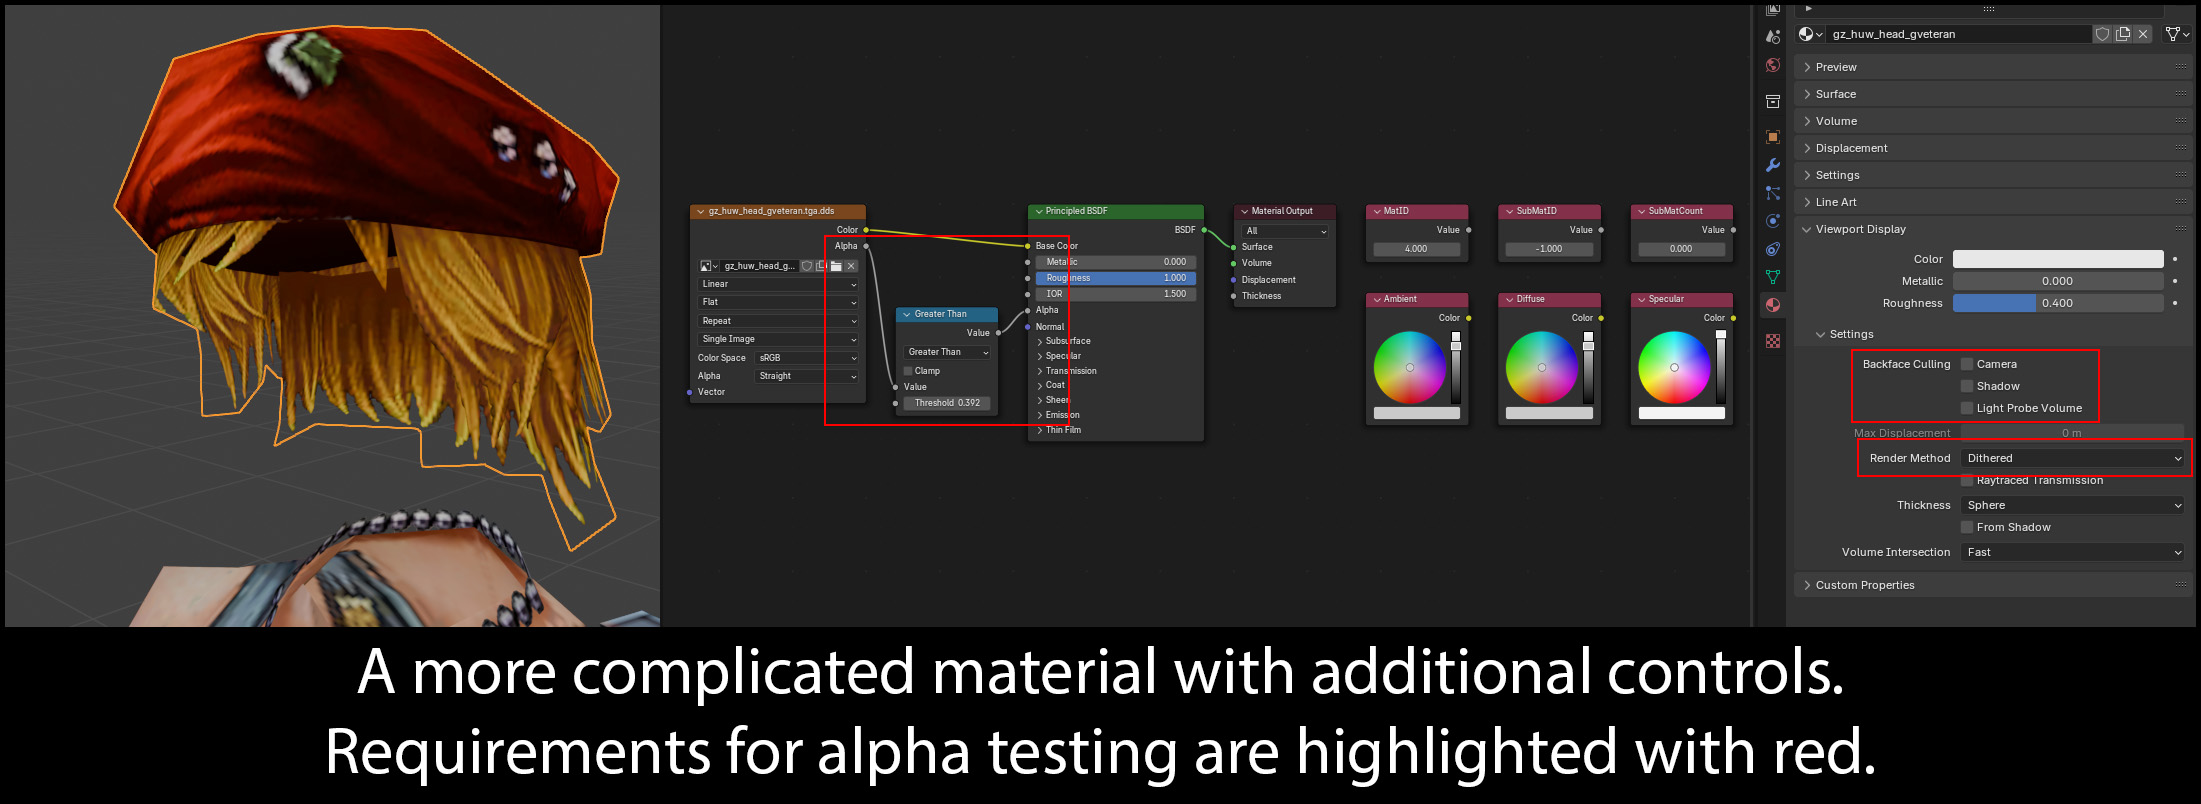 gz_huw_head_gveteran
Preview
Surface
Volume
Displacement
Settings
Line Art
Viewport Display
Color
Metallic 0.000
Roughness 0.400
Settings
Backface Culling Camera
Shadow
Light Probe Volume
Max Displacement 0 m
Render Method Dithered
Raytraced Transmission
Thickness Sphere
From Shadow
Volume Intersection Fast
Custom Properties
gz_huw_head_gveteran.tga.dds
Color
Alpha
gz_huw_head_g...
Linear
Flat
Repeat
Single Image
Color Space sRGB
Alpha Straight
Vector
Greater Than
Value
Greater Than
Clamp
Value
Threshold 0.392
Principled BSDF
BSDF
Base Color
Metallic 0.000
Roughness 1.000
IOR 1.500
Alpha
Normal
Subsurface
Specular
Transmission
Coat
Sheen
Emission
Thin Film
Material Output
All
Surface
Volume
Displacement
Thickness
MatID
Value
4.000
SubMatID
Value
-1.000
SubMatCount
Value
0.000
Ambient
Color
Diffuse
Color
Specular
Color
A more complicated material with additional controls.
Requirements for alpha testing are highlighted with red.